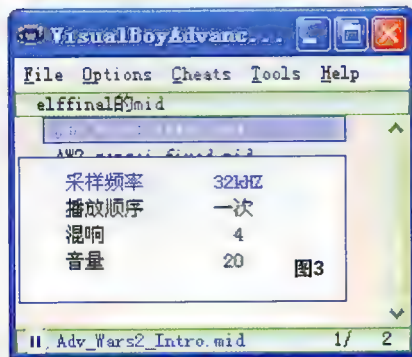 VisualBoyAdvanc...
File Options Cheats Tools Help
elffinal的mid
采样频率 32kHZ
播放顺序 一次
混响 4
音量 20
图3
Adv_Wars2_Intro.mid 1/ 2